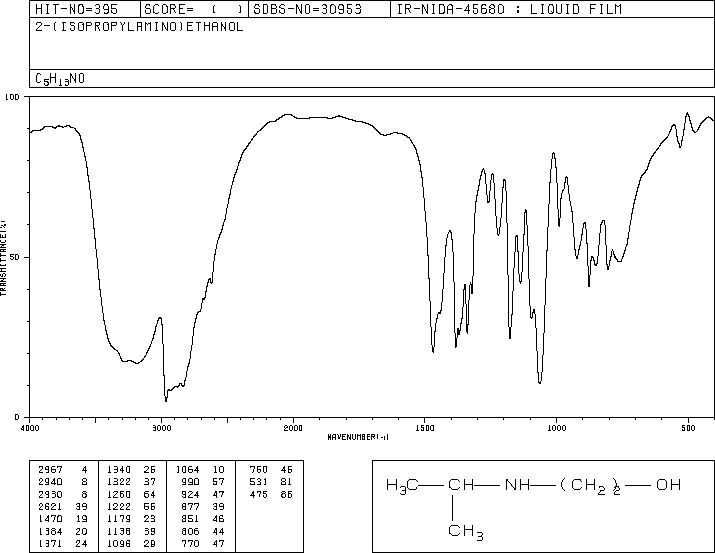 HIT-NO=395 SCORE= ( ) SDBS-NO=30953 IR-NIDA-45680 : LIQUID FILM
2-(ISOPROPYLAMINO)ETHANOL
C5H13NO
100
50
0
TRANSMITTANCE(%)
4000 3000 2000 1500 1000 500
WAVENUMBER(-1)
2967 4 1340 26 1064 10 760 46
2940 8 1322 37 990 57 531 81
2930 8 1260 64 924 47 475 86
2621 39 1222 55 877 39
1470 19 1179 23 851 46
1384 20 1138 39 806 44
1371 24 1096 29 770 47
H3C CH NH (CH2)2 OH
CH3